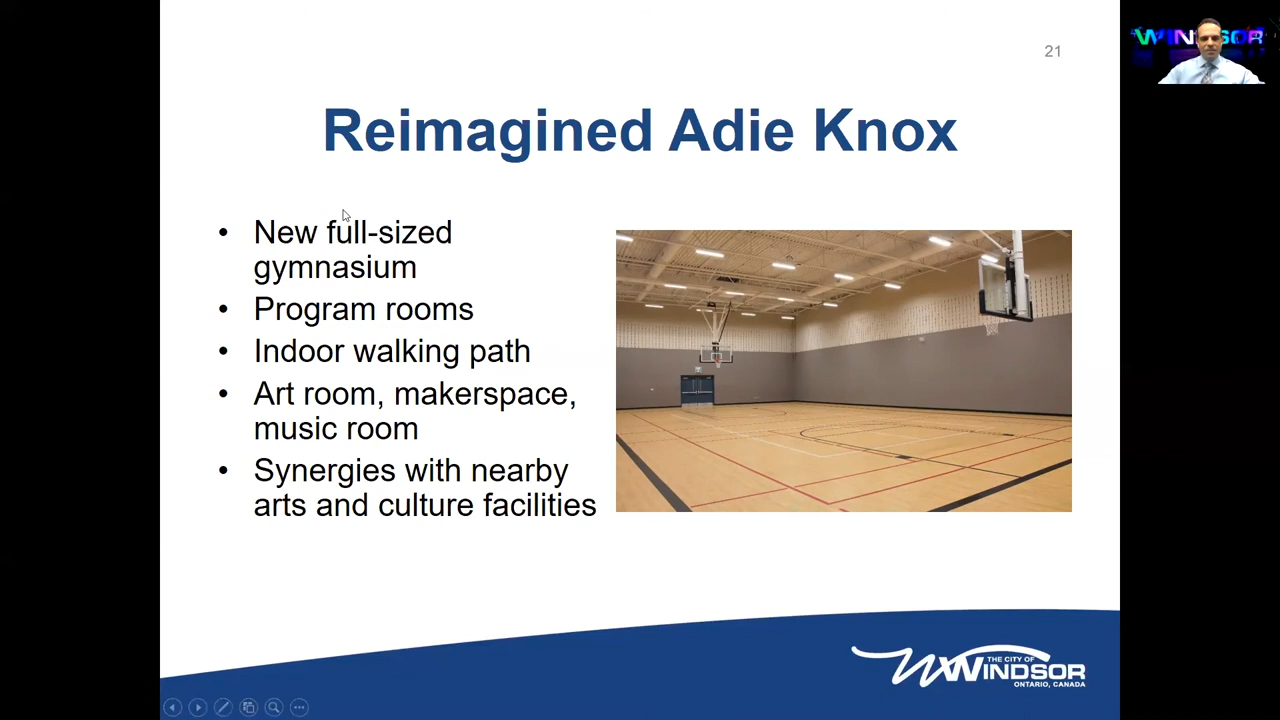 21
WINDSOR
Reimagined Adie Knox
• New full-sized
gymnasium
• Program rooms
• Indoor walking path
• Art room, makerspace,
music room
• Synergies with nearby
arts and culture facilities
THE CITY OF
WINDSOR
ONTARIO, CANADA